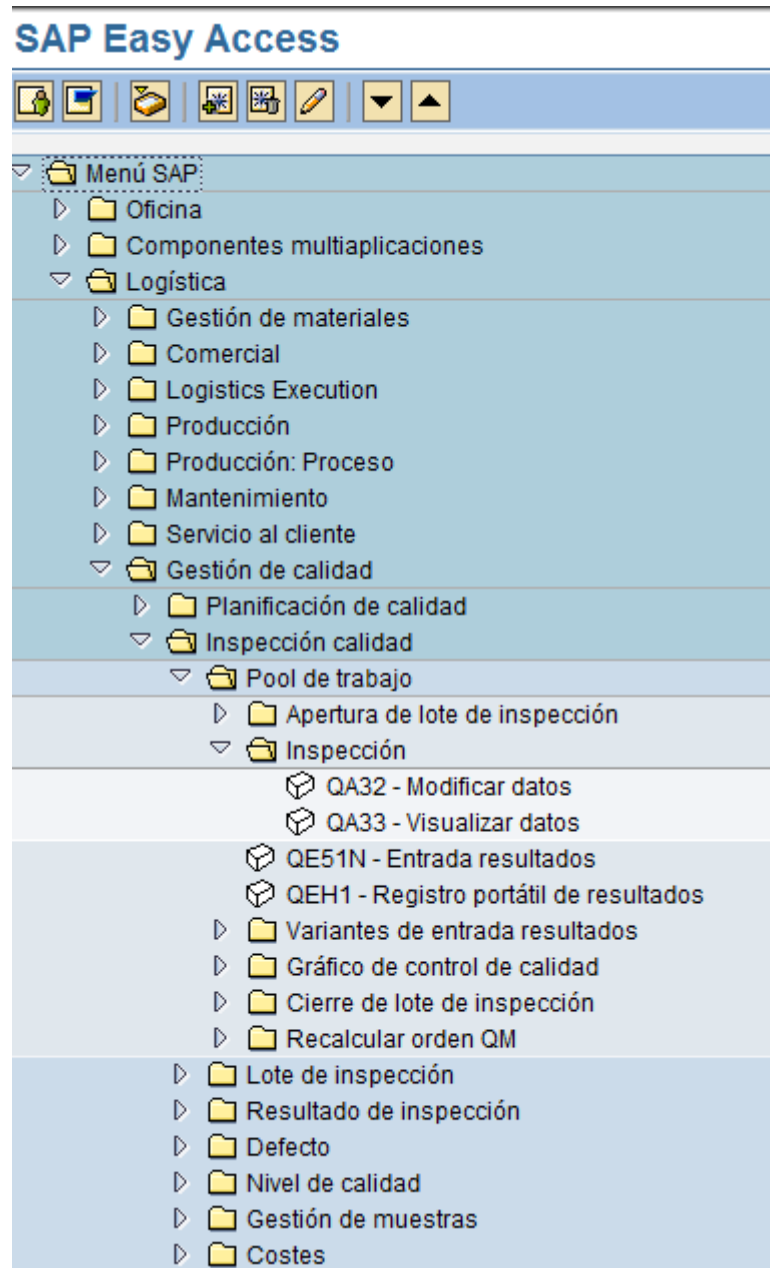 SAP Easy Access
Menú SAP
Oficina
Componentes multiaplicaciones
Logística
Gestión de materiales
Comercial
Logistics Execution
Producción
Producción: Proceso
Mantenimiento
Servicio al cliente
Gestión de calidad
Planificación de calidad
Inspección calidad
Pool de trabajo
Apertura de lote de inspección
Inspección
QA32 - Modificar datos
QA33 - Visualizar datos
QE51N - Entrada resultados
QEH1 - Registro portátil de resultados
Variantes de entrada resultados
Gráfico de control de calidad
Cierre de lote de inspección
Recalcular orden QM
Lote de inspección
Resultado de inspección
Defecto
Nivel de calidad
Gestión de muestras
Costes